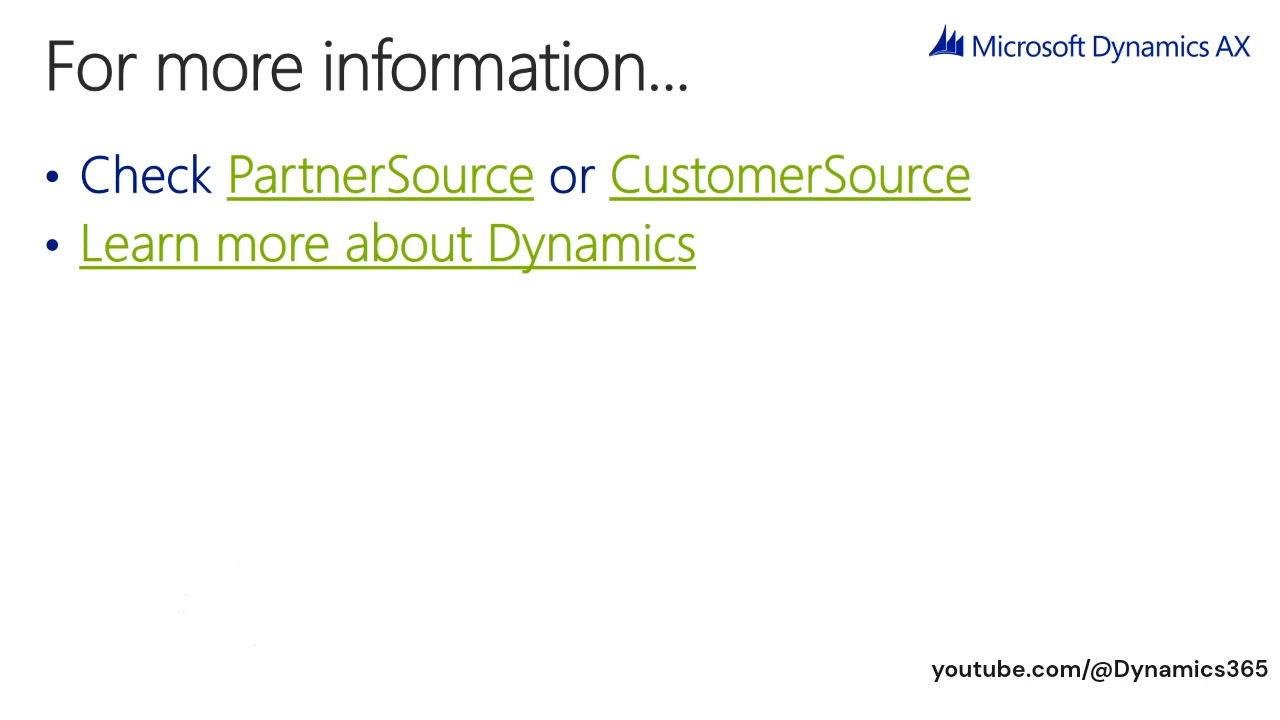 For more information...
Microsoft Dynamics AX
• Check PartnerSource or CustomerSource
• Learn more about Dynamics
youtube.com/@Dynamics365